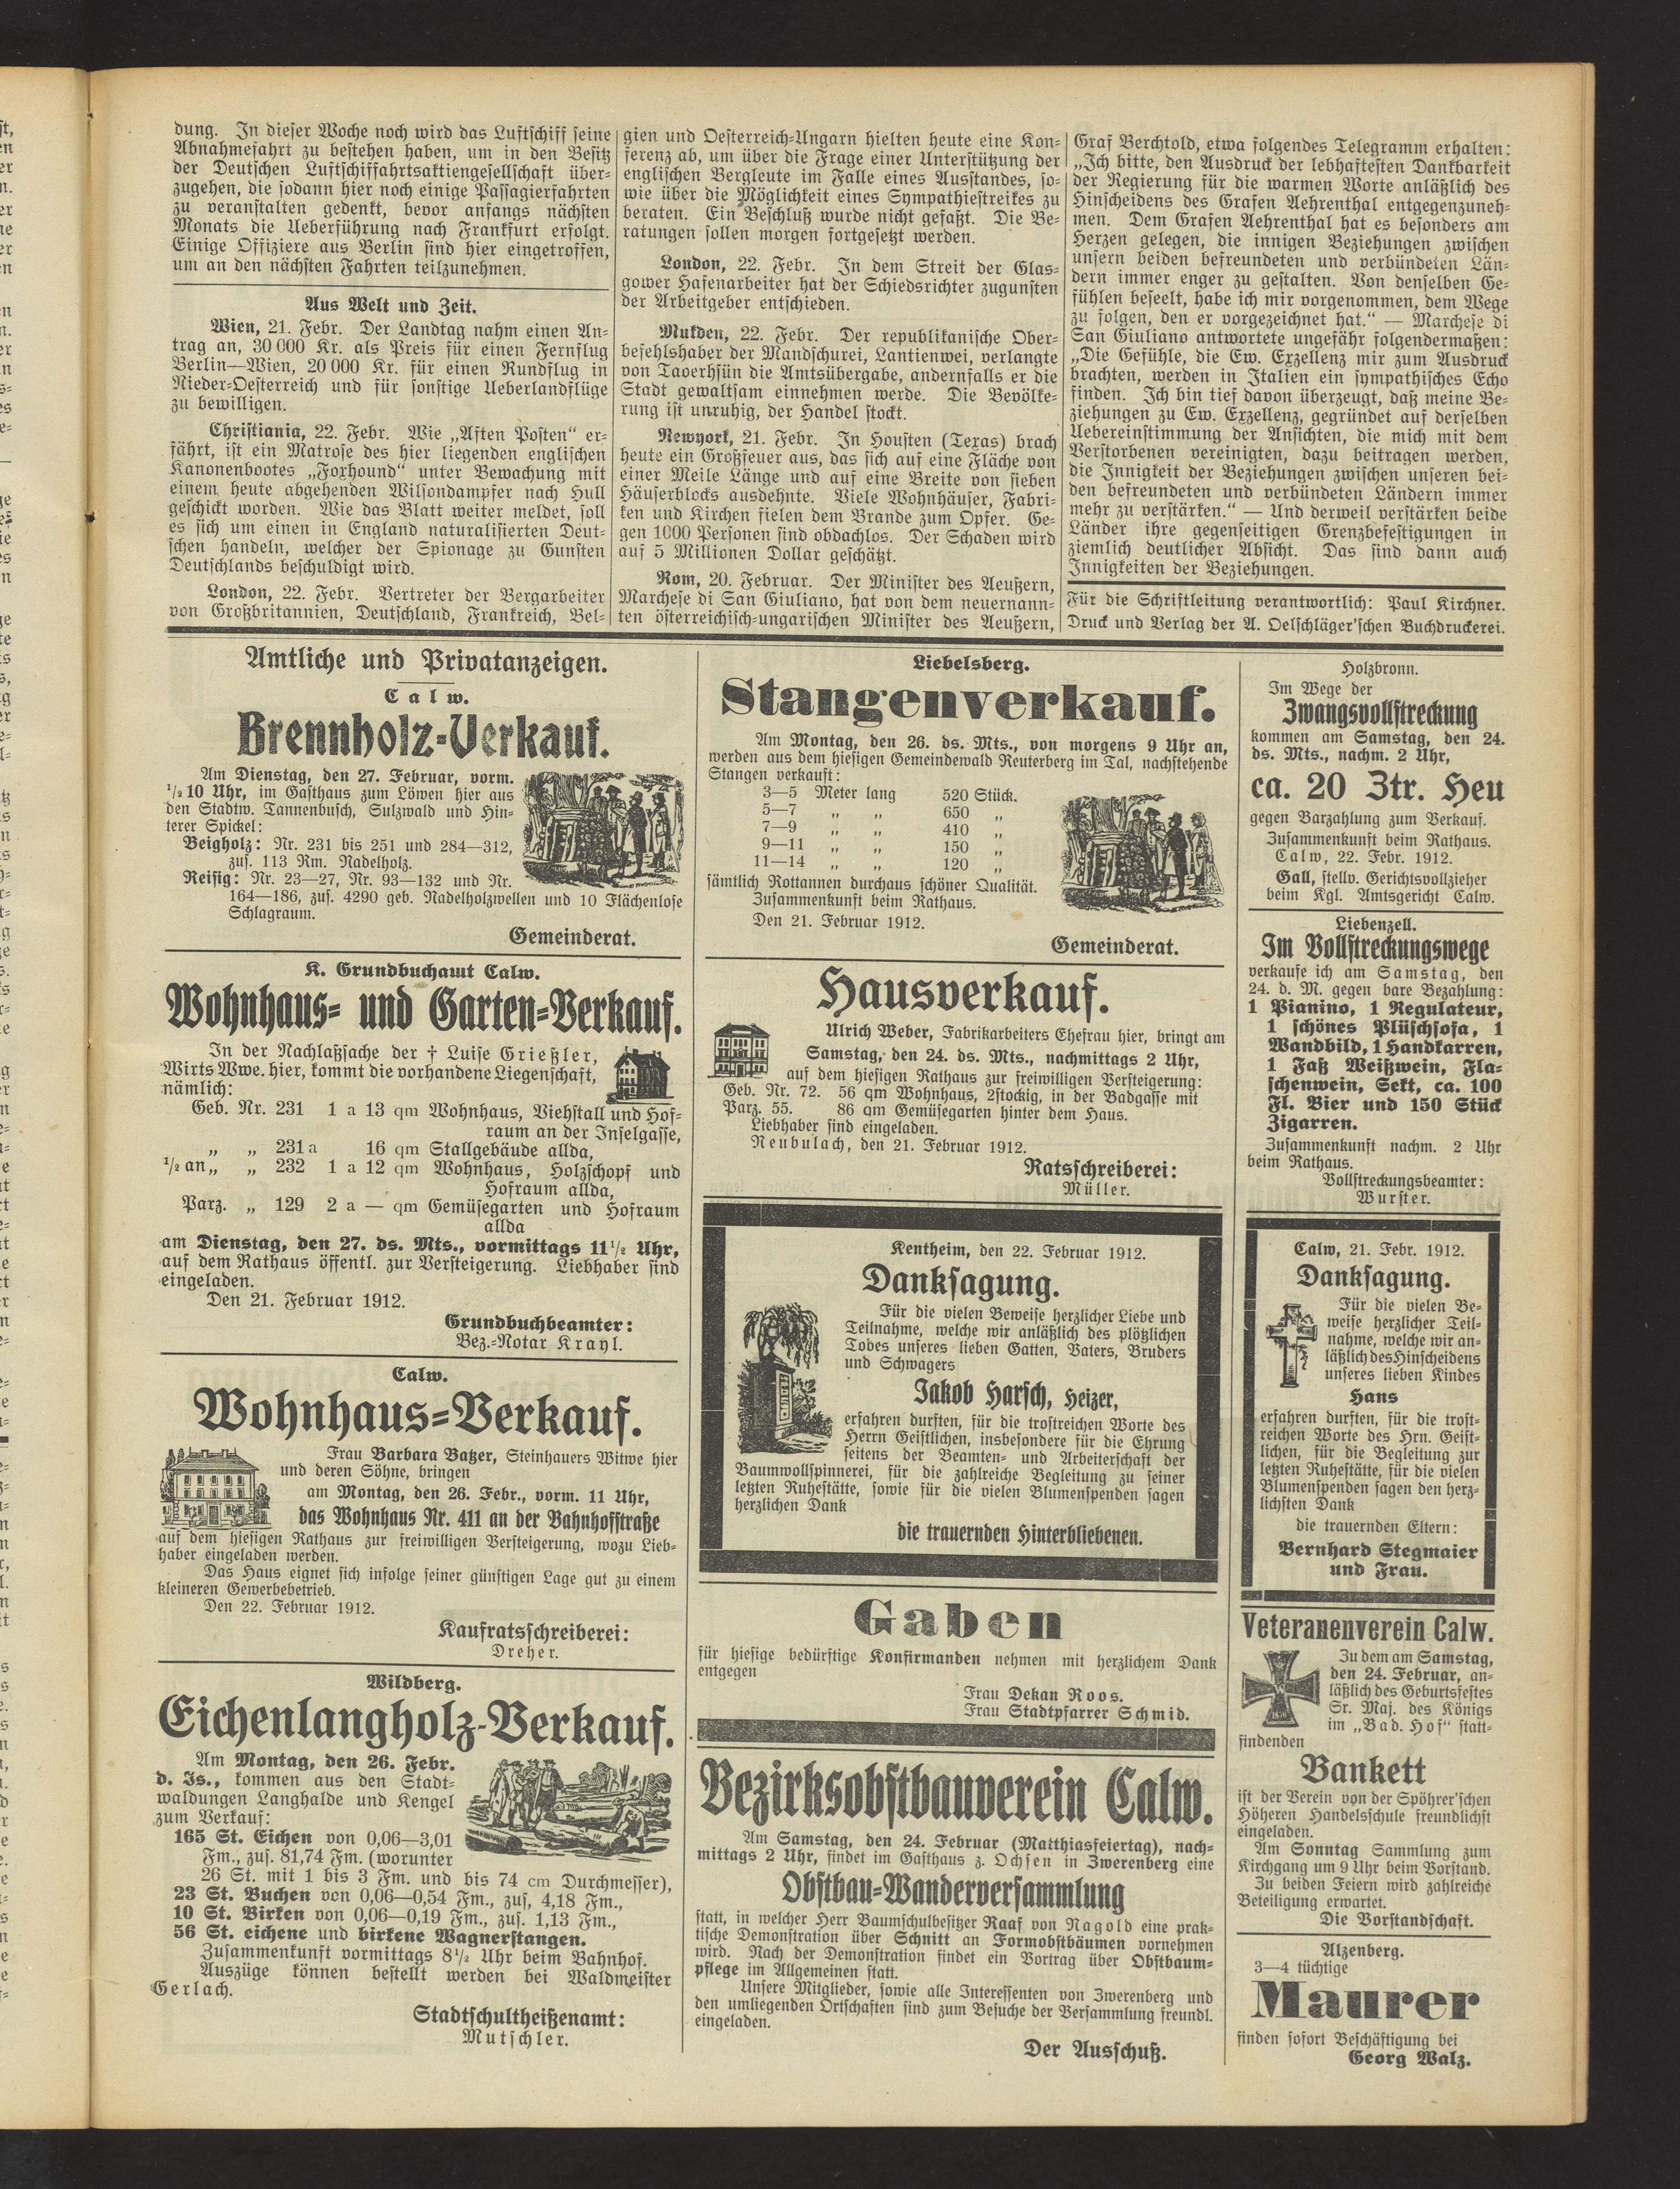 dung. In dieser Woche noch wird das Luftschiff seine
Abnahmefahrt zu bestehen haben, um in den Besitz
der Deutschen Luftschiffahrtsaktiengesellschaft über-
zugehen, die sodann hier noch einige Passagierfahrten
zu veranstalten gedenkt, bevor anfangs nächsten
Monats die Ueberführung nach Frankfurt erfolgt.
Einige Offiziere aus Berlin sind hier eingetroffen,
um an den nächsten Fahrten teilzunehmen.
Aus Welt und Zeit.
Wien, 21. Febr. Der Landtag nahm einen An-
trag an, 30 000 Kr. als Preis für einen Fernflug
Berlin—Wien, 20 000 Kr. für einen Rundflug in
Nieder-Oesterreich und für sonstige Ueberlandflüge
zu bewilligen.
Christiania, 22. Febr. Wie „Aften Posten“ er-
fährt, ist ein Matrose des hier liegenden englischen
Kanonenbootes „Foxhound“ unter Bewachung mit
einem heute abgehenden Wilsondampfer nach Hull
geschickt worden. Wie das Blatt weiter meldet, soll
es sich um einen in England naturalisierten Deut-
schen handeln, welcher der Spionage zu Gunsten
Deutschlands beschuldigt wird.
London, 22. Febr. Vertreter der Bergarbeiter
von Großbritannien, Deutschland, Frankreich, Bel-
gien und Oesterreich-Ungarn hielten heute eine Kon-
ferenz ab, um über die Frage einer Unterstützung der
englischen Bergleute im Falle eines Ausstandes, so-
wie über die Möglichkeit eines Sympathiestreikes zu
beraten. Ein Beschluß wurde nicht gefaßt. Die Be-
ratungen sollen morgen fortgesetzt werden.
London, 22. Febr. In dem Streit der Glas-
gower Hafenarbeiter hat der Schiedsrichter zugunsten
der Arbeitgeber entschieden.
Mukden, 22. Febr. Der republikanische Ober-
befehlshaber der Mandschurei, Lantienwei, verlangte
von Taoerhsün die Amtsübergabe, andernfalls er die
Stadt gewaltsam einnehmen werde. Die Bevölke-
rung ist unruhig, der Handel stockt.
Newyork, 21. Febr. In Housten (Texas) brach
heute ein Großfeuer aus, das sich auf eine Fläche von
einer Meile Länge und auf eine Breite von sieben
Häuserblocks ausdehnte. Viele Wohnhäuser, Fabri-
ken und Kirchen fielen dem Brande zum Opfer. Ge-
gen 1000 Personen sind obdachlos. Der Schaden wird
auf 5 Millionen Dollar geschätzt.
Rom, 20. Februar. Der Minister des Aeußern,
Marchese di San Giuliano, hat von dem neuernann-
ten österreichisch-ungarischen Minister des Aeußern,
Graf Berchtold, etwa folgendes Telegramm erhalten:
„Ich bitte, den Ausdruck der lebhaftesten Dankbarkeit
der Regierung für die warmen Worte anläßlich des
Hinscheidens des Grafen Aehrenthal entgegenzuneh-
men. Dem Grafen Aehrenthal hat es besonders am
Herzen gelegen, die innigen Beziehungen zwischen
unsern beiden befreundeten und verbündeten Län-
dern immer enger zu gestalten. Von denselben Ge-
fühlen beseelt, habe ich mir vorgenommen, dem Wege
zu folgen, den er vorgezeichnet hat.“ — Marchese di
San Giuliano antwortete ungefähr folgendermaßen:
„Die Gefühle, die Ew. Exzellenz mir zum Ausdruck
brachten, werden in Italien ein sympathisches Echo
finden. Ich bin tief davon überzeugt, daß meine Be-
ziehungen zu Ew. Exzellenz, gegründet auf derselben
Uebereinstimmung der Ansichten, die mich mit dem
Verstorbenen vereinigten, dazu beitragen werden,
die Innigkeit der Beziehungen zwischen unseren bei-
den befreundeten und verbündeten Ländern immer
mehr zu verstärken.“ — Und derweil verstärken beide
Länder ihre gegenseitigen Grenzbefestigungen in
ziemlich deutlicher Absicht. Das sind dann auch
Innigkeiten der Beziehungen.
Für die Schriftleitung verantwortlich: Paul Kirchner.
Druck und Verlag der A. Oelschläger'schen Buchdruckerei.
Amtliche und Privatanzeigen.
Calw.
Brennholz-Verkauf.
Am Dienstag, den 27. Februar, vorm.
1/2 10 Uhr, im Gasthaus zum Löwen hier aus
den Stadtw. Tannenbusch, Sulzwald und Hin-
terer Spickel:
Beigholz: Nr. 231 bis 251 und 284—312,
zus. 113 Rm. Nadelholz.
Reisig: Nr. 23—27, Nr. 93—132 und Nr.
164—186, zus. 4290 geb. Nadelholzwellen und 10 Flächenlose
Schlagraum.
Gemeinderat.
K. Grundbuchamt Calw.
Wohnhaus- und Garten-Verkauf.
In der Nachlaßsache der † Luise Grießler,
Wirts Wwe. hier, kommt die vorhandene Liegenschaft,
nämlich:
Geb. Nr. 231 1 a 13 qm Wohnhaus, Viehstall und Hof-
raum an der Inselgasse,
„ „ 231 a 16 qm Stallgebäude allda,
1/2 an „ „ 232 1 a 12 qm Wohnhaus, Holzschopf und
Hofraum allda,
Parz. „ 129 2 a — qm Gemüsegarten und Hofraum
allda
am Dienstag, den 27. ds. Mts., vormittags 11 1/2 Uhr,
auf dem Rathaus öffentl. zur Versteigerung. Liebhaber sind
eingeladen.
Den 21. Februar 1912.
Grundbuchbeamter:
Bez.-Notar Krayl.
Calw.
Wohnhaus-Verkauf.
Frau Barbara Batzer, Steinhauers Witwe hier
und deren Söhne, bringen
am Montag, den 26. Febr., vorm. 11 Uhr,
das Wohnhaus Nr. 411 an der Bahnhofstraße
auf dem hiesigen Rathaus zur freiwilligen Versteigerung, wozu Lieb-
haber eingeladen werden.
Das Haus eignet sich infolge seiner günstigen Lage gut zu einem
kleineren Gewerbebetrieb.
Den 22. Februar 1912.
Kaufratsschreiberei:
Dreher.
Wildberg.
Eichenlangholz-Verkauf.
Am Montag, den 26. Febr.
d. Js., kommen aus den Stadt-
waldungen Langhalde und Kengel
zum Verkauf:
165 St. Eichen von 0,06—3,01
Fm., zus. 81,74 Fm. (worunter
26 St. mit 1 bis 3 Fm. und bis 74 cm Durchmesser),
23 St. Buchen von 0,06—0,54 Fm., zus. 4,18 Fm.,
10 St. Birken von 0,06—0,19 Fm., zus. 1,13 Fm.,
56 St. eichene und birkene Wagnerstangen.
Zusammenkunft vormittags 8 1/2 Uhr beim Bahnhof.
Auszüge können bestellt werden bei Waldmeister
Gerlach.
Stadtschultheißenamt:
Mutschler.
Liebelsberg.
Stangenverkauf.
Am Montag, den 26. ds. Mts., von morgens 9 Uhr an,
werden aus dem hiesigen Gemeindewald Reuterberg im Tal, nachstehende
Stangen verkauft:
3—5 Meter lang 520 Stück.
5—7 „ „ 650 „
7—9 „ „ 410 „
9—11 „ „ 150 „
11—14 „ „ 120 „
sämtlich Rottannen durchaus schöner Qualität.
Zusammenkunft beim Rathaus.
Den 21. Februar 1912.
Gemeinderat.
Hausverkauf.
Ulrich Weber, Fabrikarbeiters Ehefrau hier, bringt am
Samstag, den 24. ds. Mts., nachmittags 2 Uhr,
auf dem hiesigen Rathaus zur freiwilligen Versteigerung:
Geb. Nr. 72. 56 qm Wohnhaus, 2stockig, in der Badgasse mit
Parz. 55. 86 qm Gemüsegarten hinter dem Haus.
Liebhaber sind eingeladen.
Neubulach, den 21. Februar 1912.
Ratsschreiberei:
Müller.
Kentheim, den 22. Februar 1912.
Danksagung.
Für die vielen Beweise herzlicher Liebe und
Teilnahme, welche wir anläßlich des plötzlichen
Todes unseres lieben Gatten, Vaters, Bruders
und Schwagers
Jakob Harsch, Heizer,
erfahren durften, für die trostreichen Worte des
Herrn Geistlichen, insbesondere für die Ehrung
seitens der Beamten- und Arbeiterschaft der
Baumwollspinnerei, für die zahlreiche Begleitung zu seiner
letzten Ruhestätte, sowie für die vielen Blumenspenden sagen
herzlichen Dank
die trauernden Hinterbliebenen.
Gaben
für hiesige bedürftige Konfirmanden nehmen mit herzlichem Dank
entgegen
Frau Dekan Roos.
Frau Stadtpfarrer Schmid.
Bezirksobstbauverein Calw.
Am Samstag, den 24. Februar (Matthiasfeiertag), nach-
mittags 2 Uhr, findet im Gasthaus z. Ochsen in Zwerenberg eine
Obstbau-Wanderversammlung
statt, in welcher Herr Baumschulbesitzer Raaf von Nagold eine prak-
tische Demonstration über Schnitt an Formobstbäumen vornehmen
wird. Nach der Demonstration findet ein Vortrag über Obstbaum-
pflege im Allgemeinen statt.
Unsere Mitglieder, sowie alle Interessenten von Zwerenberg und
den umliegenden Ortschaften sind zum Besuche der Versammlung freundl.
eingeladen.
Der Ausschuß.
Holzbronn.
Im Wege der
Zwangsvollstreckung
kommen am Samstag, den 24.
ds. Mts., nachm. 2 Uhr,
ca. 20 Ztr. Heu
gegen Barzahlung zum Verkauf.
Zusammenkunft beim Rathaus.
Calw, 22. Febr. 1912.
Gall, stellv. Gerichtsvollzieher
beim Kgl. Amtsgericht Calw.
Liebenzell.
Im Vollstreckungswege
verkaufe ich am Samstag, den
24. d. M. gegen bare Bezahlung:
1 Pianino, 1 Regulateur,
1 schönes Plüschsofa, 1
Wandbild, 1 Handkarren,
1 Faß Weißwein, Fla-
schenwein, Sekt, ca. 100
Fl. Bier und 150 Stück
Zigarren.
Zusammenkunft nachm. 2 Uhr
beim Rathaus.
Vollstreckungsbeamter:
Wurster.
Calw, 21. Febr. 1912.
Danksagung.
Für die vielen Be-
weise herzlicher Teil-
nahme, welche wir an-
läßlich des Hinscheidens
unseres lieben Kindes
Hans
erfahren durften, für die trost-
reichen Worte des Hrn. Geist-
lichen, für die Begleitung zur
letzten Ruhestätte, für die vielen
Blumenspenden sagen den herz-
lichsten Dank
die trauernden Eltern:
Bernhard Stegmaier
und Frau.
Veteranenverein Calw.
Zu dem am Samstag,
den 24. Februar, an-
läßlich des Geburtsfestes
Sr. Maj. des Königs
im „Bad. Hof“ statt-
findenden
Bankett
ist der Verein von der Spöhrer'schen
Höheren Handelsschule freundlichst
eingeladen.
Am Sonntag Sammlung zum
Kirchgang um 9 Uhr beim Vorstand.
Zu beiden Feiern wird zahlreiche
Beteiligung erwartet.
Die Vorstandschaft.
Alzenberg.
3—4 tüchtige
Maurer
finden sofort Beschäftigung bei
Georg Walz.